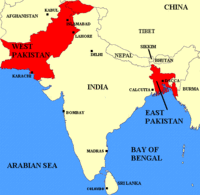 CHINA
KABUL
AFGHANISTAN
ISLAMABAD
LAHORE
TIBET
WEST
PAKISTAN
DELHI
NEPAL
SIKKIM
BHUTAN
KARACHI
DACCA
INDIA
CALCUTTA
BURMA
EAST
PAKISTAN
BOMBAY
ARABIAN SEA
MADRAS
BAY OF
BENGAL
COLOMBO
SRI LANKA